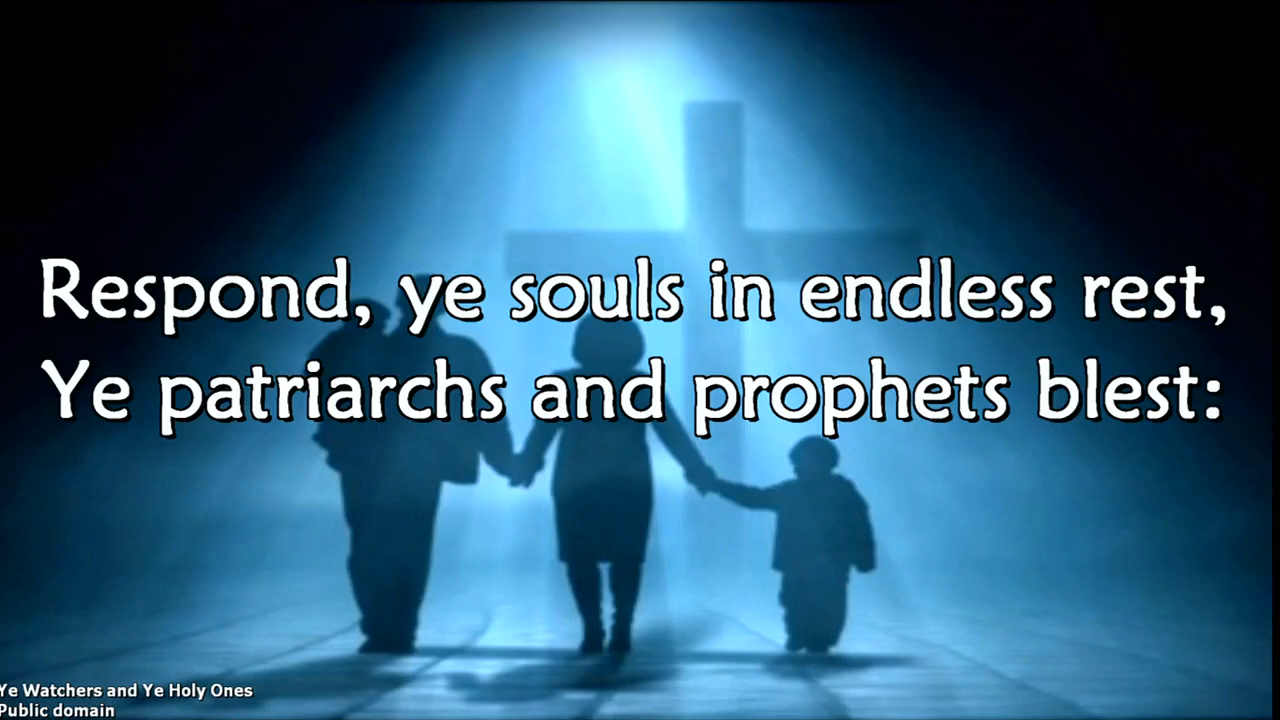 Respond, ye souls in endless rest,
Ye patriarchs and prophets blest:
Ye Watchers and Ye Holy Ones
Public domain